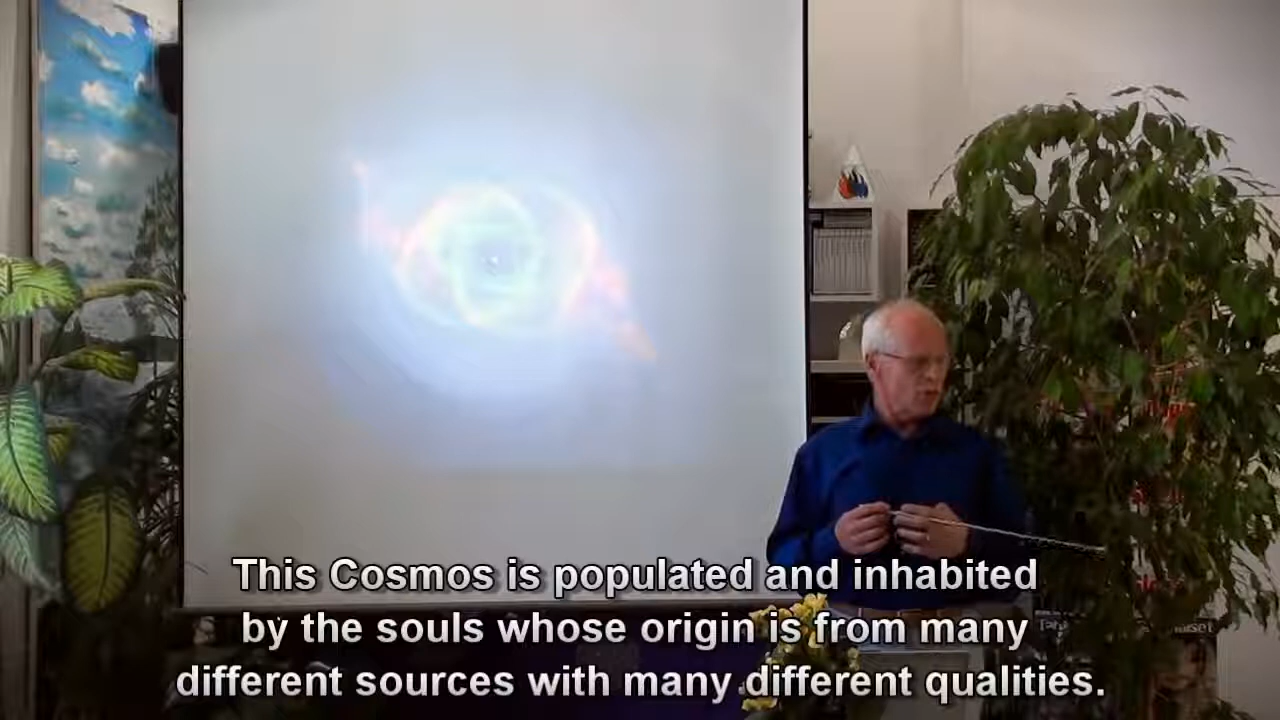 This Cosmos is populated and inhabited
by the souls whose origin is from many
different sources with many different qualities.